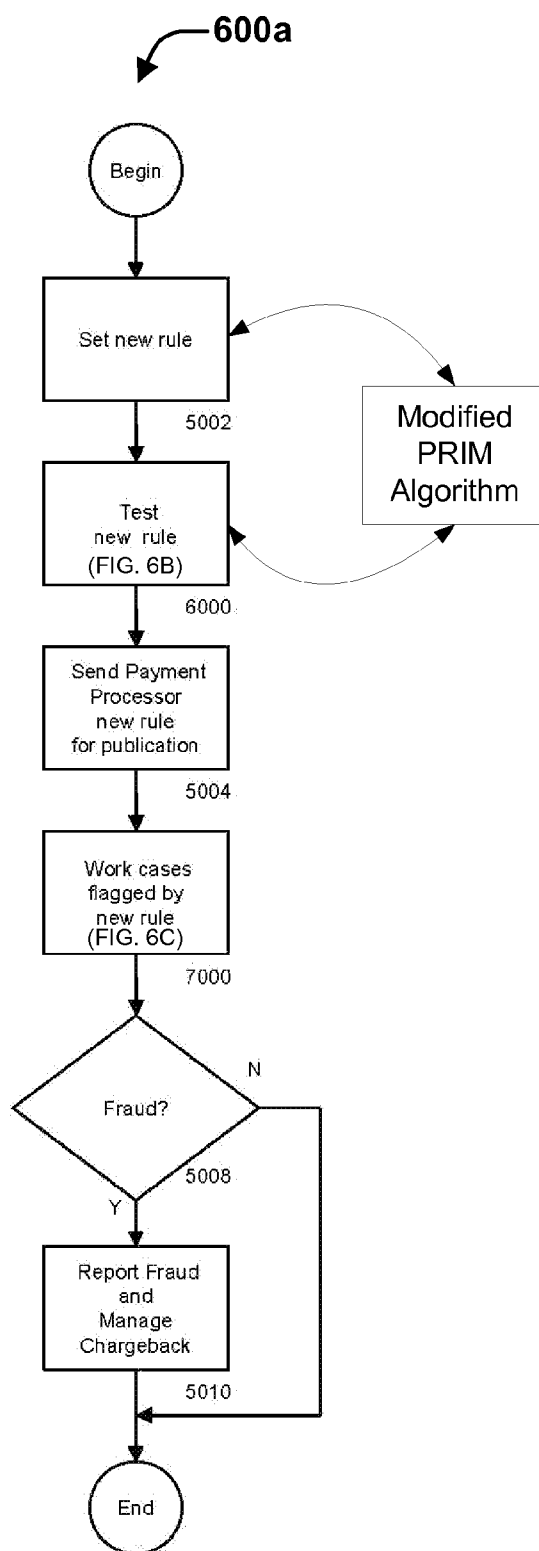 600a
Begin
Set new rule
5002
Modified
PRIM
Algorithm
Test
new rule
(FIG. 6B)
6000
Send Payment
Processor
new rule
for publication
5004
Work cases
flagged by
new rule
(FIG. 6C)
7000
N
Fraud?
5008
Y
Report Fraud
and
Manage
Chargeback
5010
End